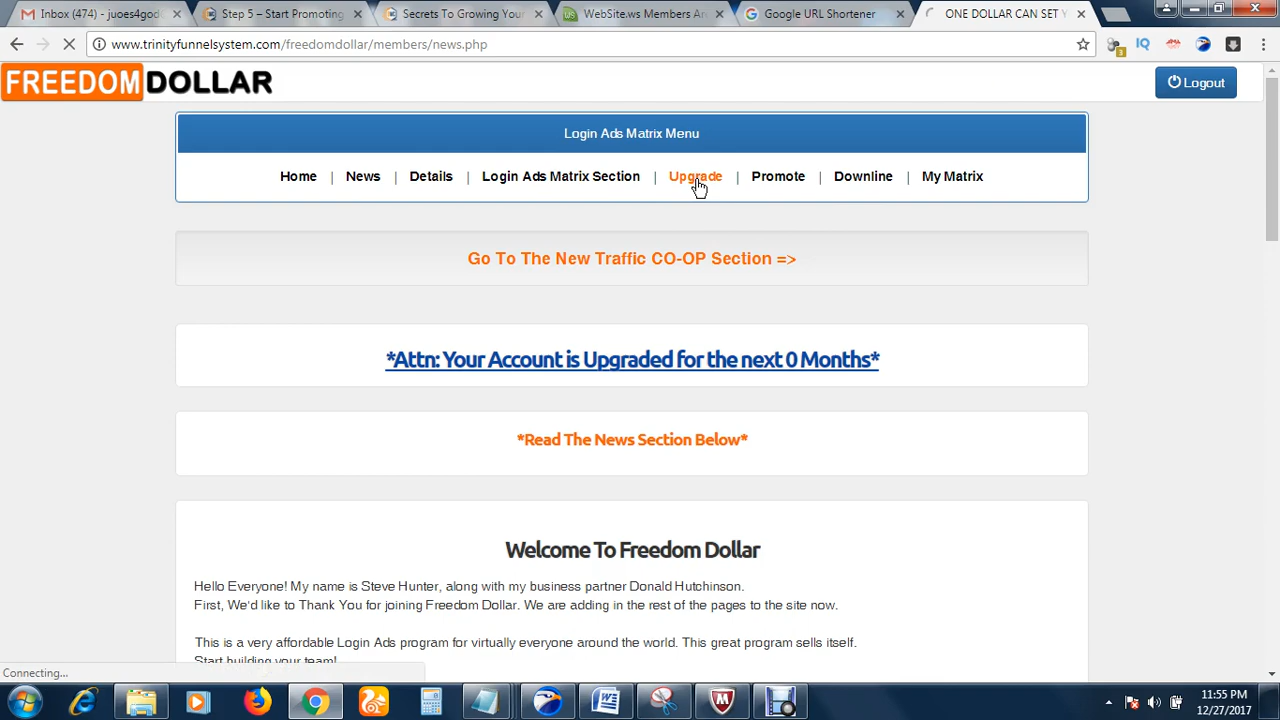 Inbox (474) - juoes4god
Step 5 – Start Promoting
Secrets To Growing Your
WebSite.ws Members Ar
Google URL Shortener
ONE DOLLAR CAN SET Y
www.trinityfunnelsystem.com/freedomdollar/members/news.php
FREEDOMDOLLAR
Logout
Login Ads Matrix Menu
Home | News | Details | Login Ads Matrix Section | Upgrade | Promote | Downline | My Matrix
Go To The New Traffic CO-OP Section =>
*Attn: Your Account is Upgraded for the next 0 Months*
*Read The News Section Below*
Welcome To Freedom Dollar
Hello Everyone! My name is Steve Hunter, along with my business partner Donald Hutchinson.
First, We'd like to Thank You for joining Freedom Dollar. We are adding in the rest of the pages to the site now.
This is a very affordable Login Ads program for virtually everyone around the world. This great program sells itself.
Start building your team!
Connecting...
11:55 PM
12/27/2017